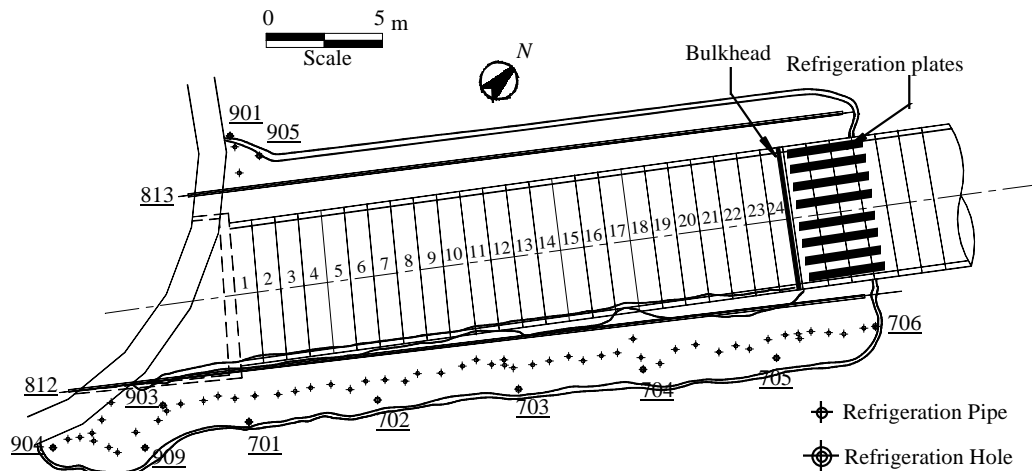 0 5 m
Scale
N
Bulkhead
Refrigeration plates
901
905
813
1 2 3 4 5 6 7 8 9 10 11 12 13 14 15 16 17 18 19 20 21 22 23 24
812
903
904
909
701
702
703
704
705
706
Refrigeration Pipe
Refrigeration Hole